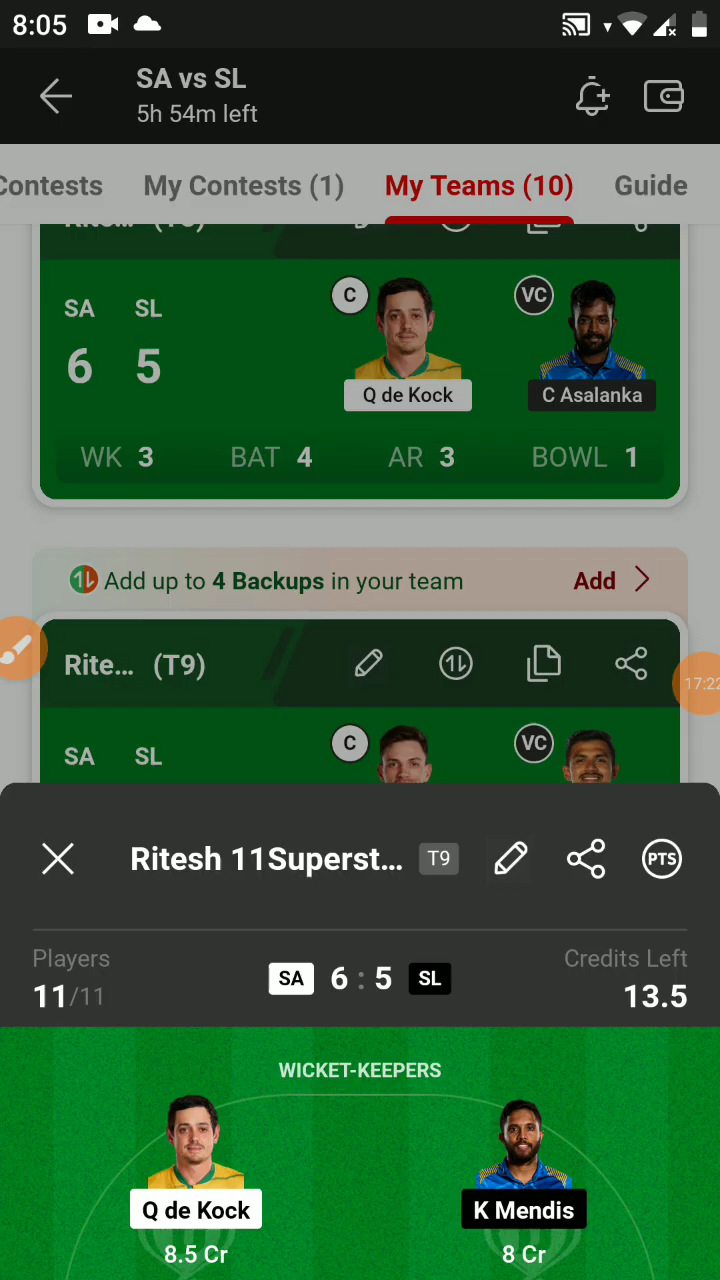 8:05
SA vs SL
5h 54m left
Contests My Contests (1) My Teams (10) Guide
SA SL C VC
6 5
Q de Kock C Asalanka
WK 3 BAT 4 AR 3 BOWL 1
Add up to 4 Backups in your team Add
Rite... (T9)
17:22
SA SL C VC
Ritesh 11Superst... T9 PTS
Players SA 6 : 5 SL Credits Left
11/11 13.5
WICKET-KEEPERS
Q de Kock K Mendis
8.5 Cr 8 Cr